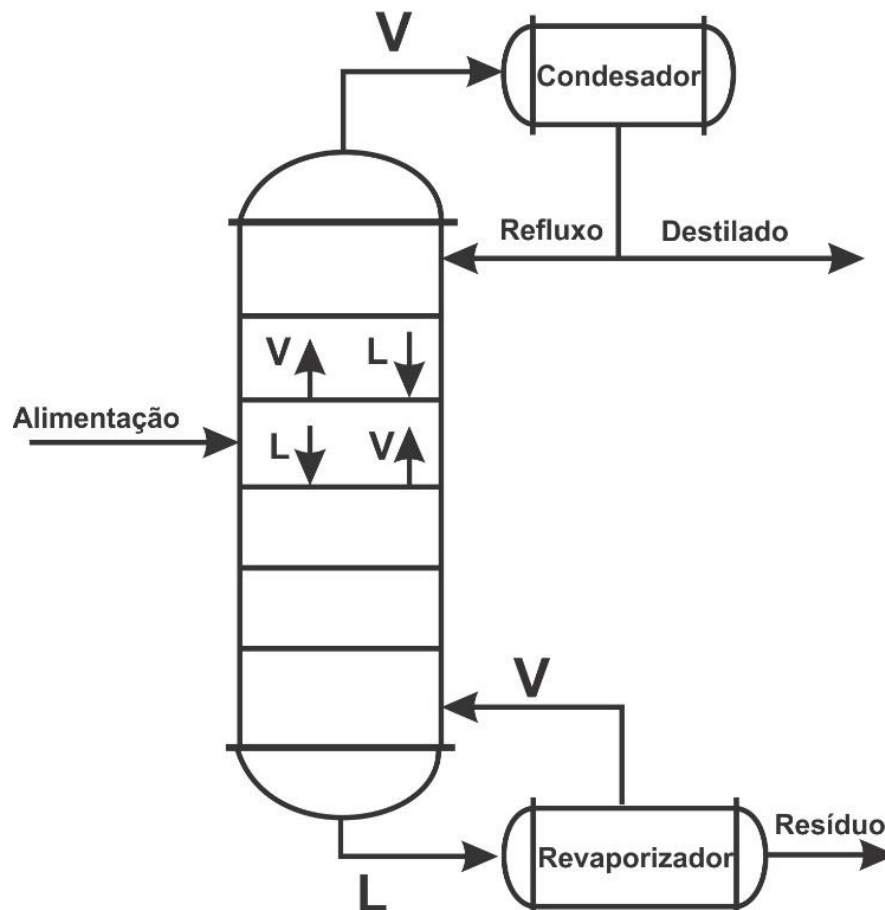 V
Condesador
Refluxo
Destilado
V
L
Alimentação
L
V
V
Revaporizador
Resíduo
L